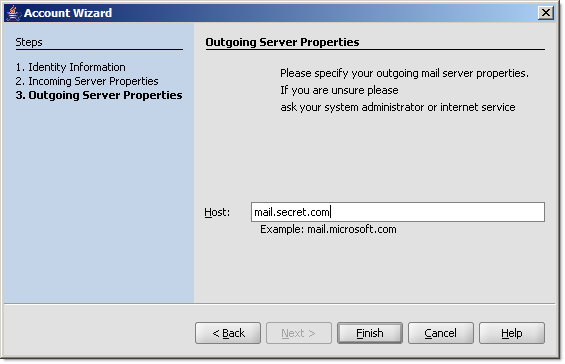 Account Wizard
Steps
1. Identity Information
2. Incoming Server Properties
3. Outgoing Server Properties
Outgoing Server Properties
Please specify your outgoing mail server properties.
If you are unsure please
ask your system administrator or internet service
Host: mail.secret.com
Example: mail.microsoft.com
< Back Next > Finish Cancel Help